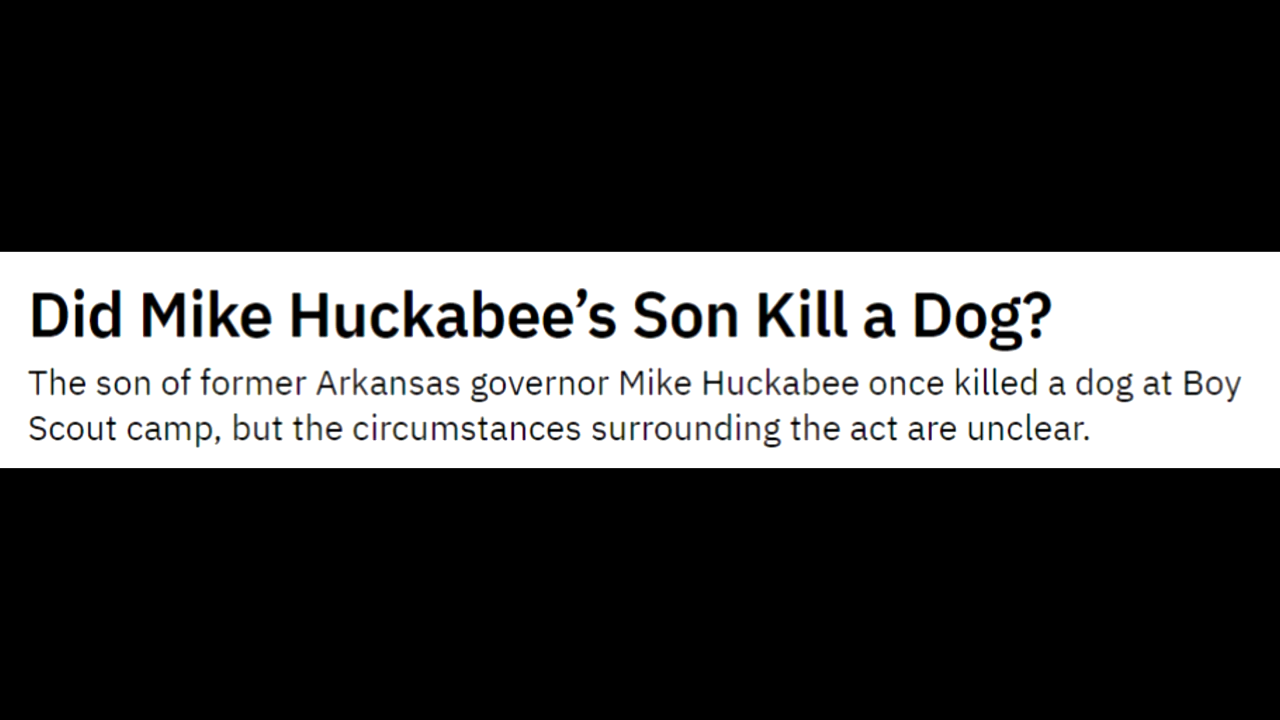 Did Mike Huckabee’s Son Kill a Dog?
The son of former Arkansas governor Mike Huckabee once killed a dog at Boy
Scout camp, but the circumstances surrounding the act are unclear.